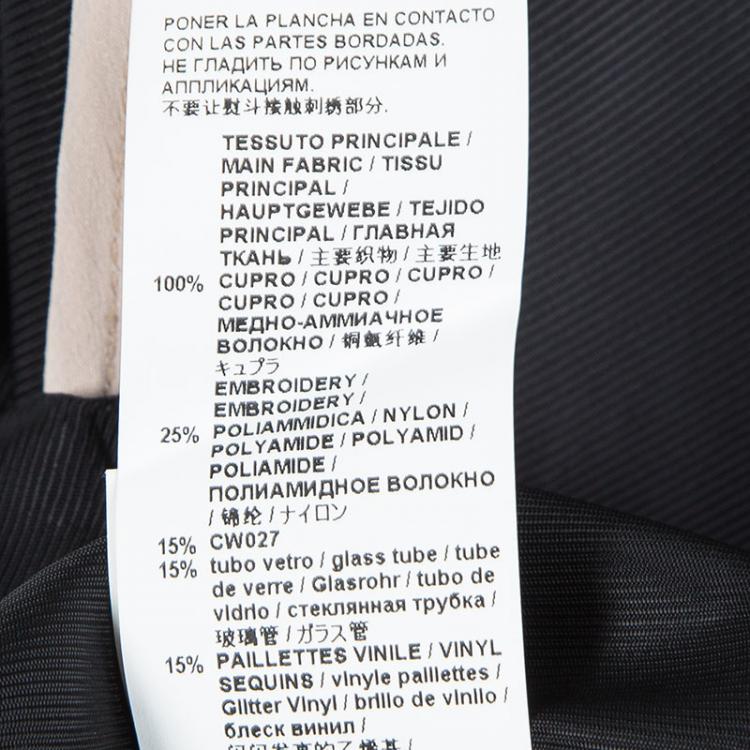 PONER LA PLANCHA EN CONTACTO
CON LAS PARTES BORDADAS.
НЕ ГЛАДИТЬ ПО РИСУНКАМ И
АППЛИКАЦИЯМ.
不要让熨斗接触刺绣部分.
TESSUTO PRINCIPALE /
MAIN FABRIC / TISSU
PRINCIPAL /
HAUPTGEWEBE / TEJIDO
PRINCIPAL / ГЛАВНАЯ
ТКАНЬ / 主要织物 / 主要生地
100% CUPRO / CUPRO / CUPRO /
CUPRO / CUPRO /
МЕДНО-АММИАЧНОЕ
ВОЛОКНО / 铜氨纤维 /
キュプラ
EMBROIDERY /
EMBROIDERY /
25% POLIAMMIDICA / NYLON /
POLYAMIDE / POLYAMID /
POLIAMIDE /
ПОЛИАМИДНОЕ ВОЛОКНО
/ 锦纶 / ナイロン
15% CW027
15% tubo vetro / glass tube / tube
de verre / Glasrohr / tubo de
vidrio / стеклянная трубка /
玻璃管 / ガラス管
15% PAILLETTES VINILE / VINYL
SEQUINS / vinyle paillettes /
Glitter Vinyl / brillo de vinilo /
блеск винил /